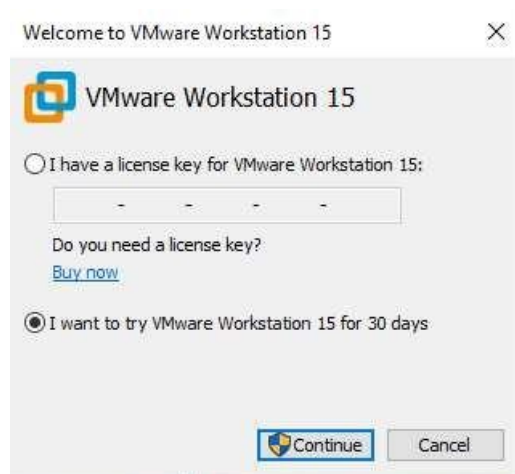 Welcome to VMware Workstation 15
VMware Workstation 15
I have a license key for VMware Workstation 15:
- - - -
Do you need a license key?
Buy now
I want to try VMware Workstation 15 for 30 days
Continue Cancel